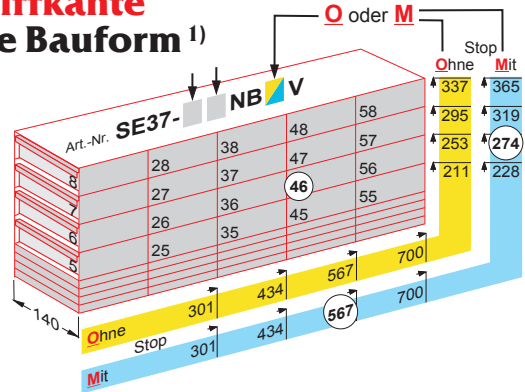 iffkante
e Bauform 1)
O oder M
Stop
Ohne Mit
Art.-Nr. SE37- NB V
337 365
295 319
253 274
211 228
8 28 38 48 58
7 27 37 47 57
6 26 36 46 56
5 25 35 45 55
140
Ohne 301 434 567 700
Stop
Mit 301 434 567 700